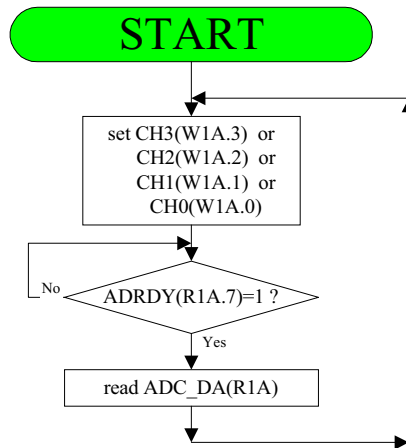 START
set CH3(W1A.3) or
CH2(W1A.2) or
CH1(W1A.1) or
CH0(W1A.0)
No
ADRDY(R1A.7)=1 ?
Yes
read ADC_DA(R1A)